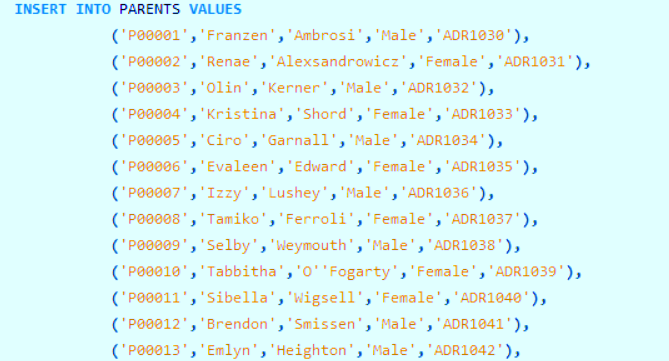 INSERT INTO PARENTS VALUES
('P00001','Franzen','Ambrosi','Male','ADR1030'),
('P00002','Renae','Alexsandrowicz','Female','ADR1031'),
('P00003','Olin','Kerner','Male','ADR1032'),
('P00004','Kristina','Shord','Female','ADR1033'),
('P00005','Ciro','Garnall','Male','ADR1034'),
('P00006','Evaleen','Edward','Female','ADR1035'),
('P00007','Izzy','Lushey','Male','ADR1036'),
('P00008','Tamiko','Ferroli','Female','ADR1037'),
('P00009','Selby','Weymouth','Male','ADR1038'),
('P00010','Tabbitha','O''Fogarty','Female','ADR1039'),
('P00011','Sibella','Wigsell','Female','ADR1040'),
('P00012','Brendon','Smissen','Male','ADR1041'),
('P00013','Emlyn','Heighton','Male','ADR1042'),